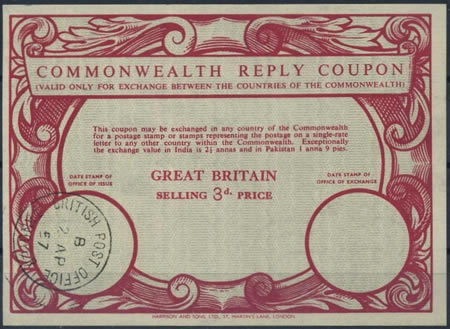 COMMONWEALTH REPLY COUPON
(VALID ONLY FOR EXCHANGE BETWEEN THE COUNTRIES OF THE COMMONWEALTH)
This coupon may be exchanged in any country of the Commonwealth
for a postage stamp or stamps representing the postage on a single-rate
letter to any other country within the Commonwealth. Exceptionally
the exchange value in India is 2½ annas and in Pakistan 1 anna 9 pies.
DATE STAMP OF
OFFICE OF ISSUE
GREAT BRITAIN
SELLING 3d. PRICE
DATE STAMP OF
OFFICE OF EXCHANGE
BRITISH POST OFFICE
B
2 AP
57
HARRISON AND SONS, LTD., ST. MARTIN'S LANE, LONDON.